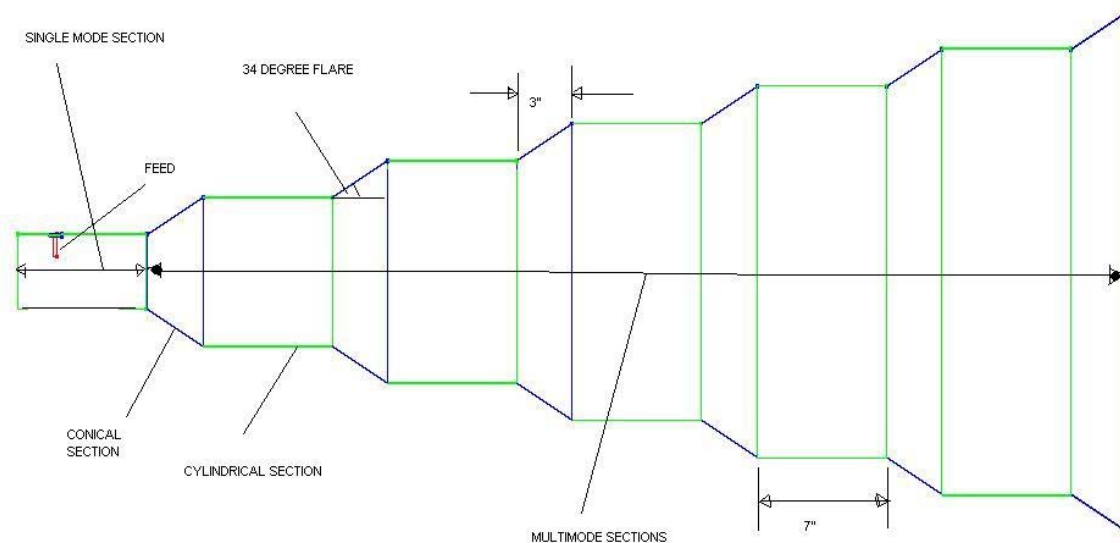 SINGLE MODE SECTION
34 DEGREE FLARE
3"
FEED
CONICAL
SECTION
CYLINDRICAL SECTION
7"
MULTIMODE SECTIONS